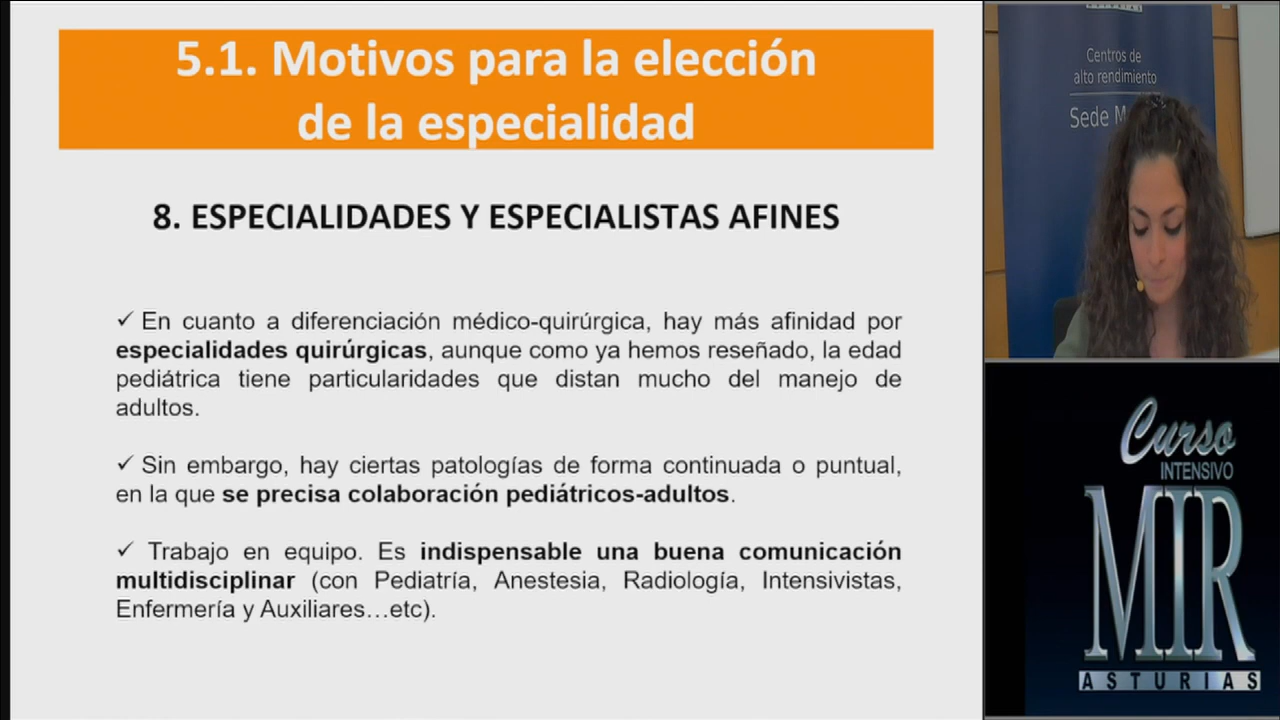 5.1. Motivos para la elección
de la especialidad
8. ESPECIALIDADES Y ESPECIALISTAS AFINES
✓ En cuanto a diferenciación médico-quirúrgica, hay más afinidad por
especialidades quirúrgicas, aunque como ya hemos reseñado, la edad
pediátrica tiene particularidades que distan mucho del manejo de
adultos.
✓ Sin embargo, hay ciertas patologías de forma continuada o puntual,
en la que se precisa colaboración pediátricos-adultos.
✓ Trabajo en equipo. Es indispensable una buena comunicación
multidisciplinar (con Pediatría, Anestesia, Radiología, Intensivistas,
Enfermería y Auxiliares...etc).
Centros de
alto rendimiento
Sede
Curso
INTENSIVO
MIR
ASTURIAS